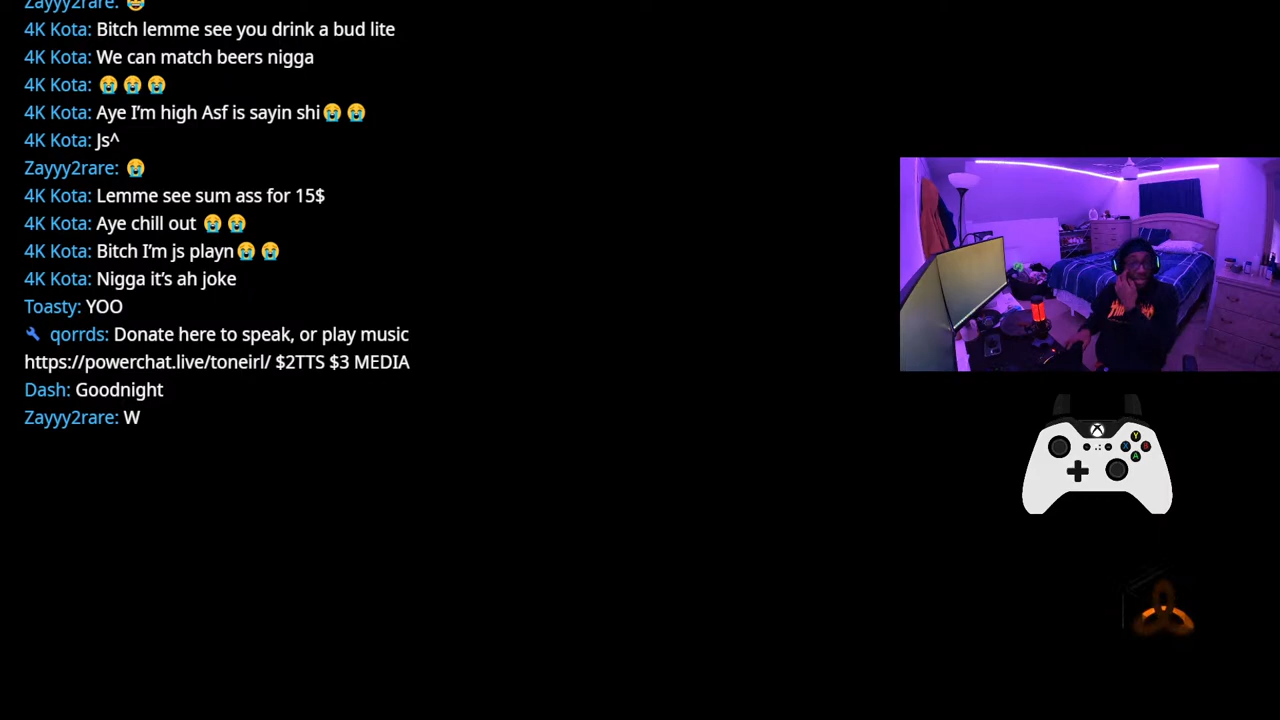 Zayyy2rare: 😂
4K Kota: Bitch lemme see you drink a bud lite
4K Kota: We can match beers nigga
4K Kota: 😭😭😭
4K Kota: Aye I’m high Asf is sayin shi😭😭
4K Kota: Js^
Zayyy2rare: 😭
4K Kota: Lemme see sum ass for 15$
4K Kota: Aye chill out 😭😭
4K Kota: Bitch I’m js playn😭😭
4K Kota: Nigga it’s ah joke
Toasty: YOO
qorrds: Donate here to speak, or play music
https://powerchat.live/toneirl/ $2TTS $3 MEDIA
Dash: Goodnight
Zayyy2rare: W
Y
X
B
A